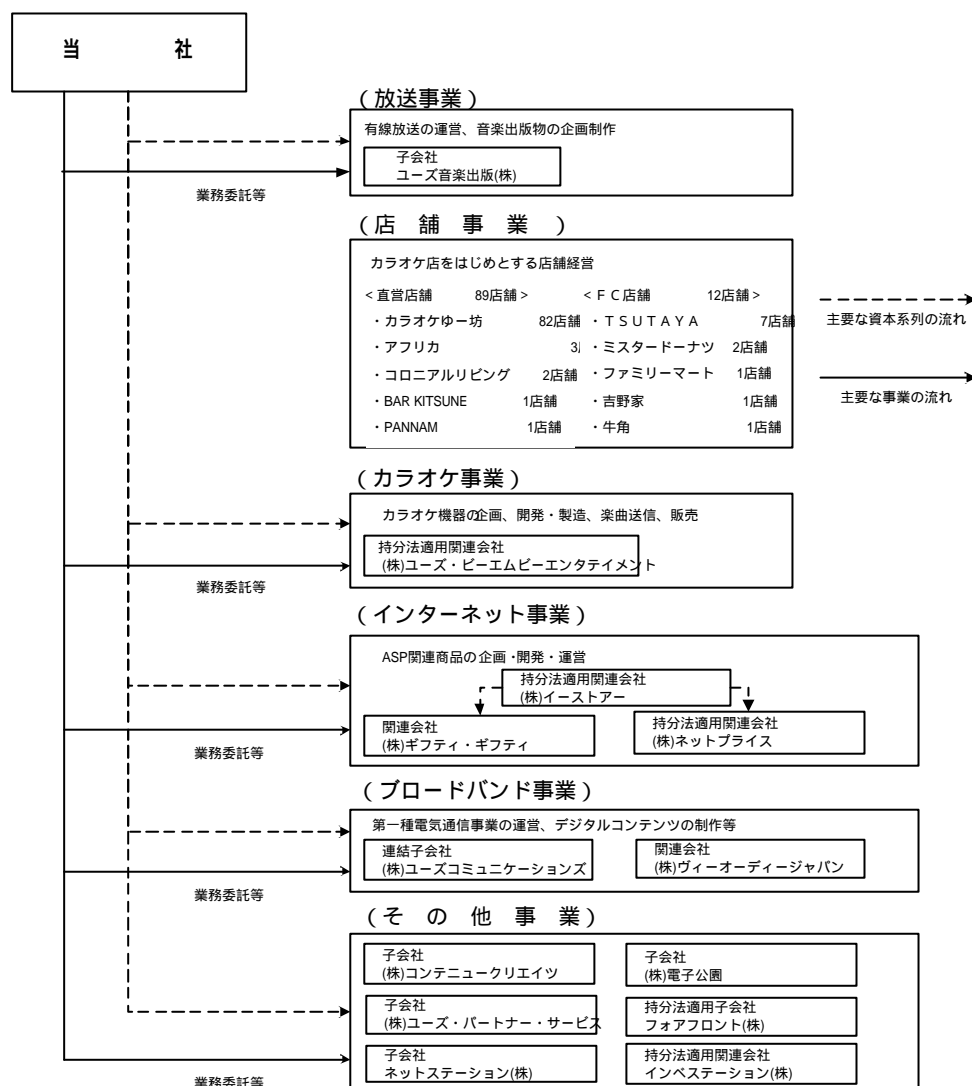 当 社
(放送事業)
有線放送の運営、音楽出版物の企画制作
子会社
ユーズ音楽出版(株)
業務委託等
(店 舗 事 業 )
カラオケ店をはじめとする店舗経営
<直営店舗 89店舗> <FC店舗 12店舗>
・カラオケゆー坊 82店舗 ・TSUTAYA 7店舗
・アフリカ 3 ・ミスタードーナツ 2店舗
・コロニアルリビング 2店舗 ・ファミリーマート 1店舗
・BAR KITSUNE 1店舗 ・吉野家 1店舗
・PANNAM 1店舗 ・牛角 1店舗
主要な資本系列の流れ
主要な事業の流れ
(カラオケ事業)
カラオケ機器の企画、開発・製造、楽曲送信、販売
持分法適用関連会社
(株)ユーズ・ビーエムビーエンタテイメント
業務委託等
(インターネット事業)
ASP関連商品の企画・開発・運営
持分法適用関連会社
(株)イーストアー
関連会社
(株)ギフティ・ギフティ
持分法適用関連会社
(株)ネットプライス
業務委託等
(ブロードバンド事業)
第一種電気通信事業の運営、デジタルコンテンツの制作等
連結子会社
(株)ユーズコミュニケーションズ
関連会社
(株)ヴィーオーディージャパン
業務委託等
(そ の 他 事 業)
子会社
(株)コンテニュークリエイツ
子会社
(株)電子公園
子会社
(株)ユーズ・パートナー・サービス
持分法適用子会社
フォアフロント(株)
子会社
ネットステーション(株)
持分法適用関連会社
インベステーション(株)
業務委託等